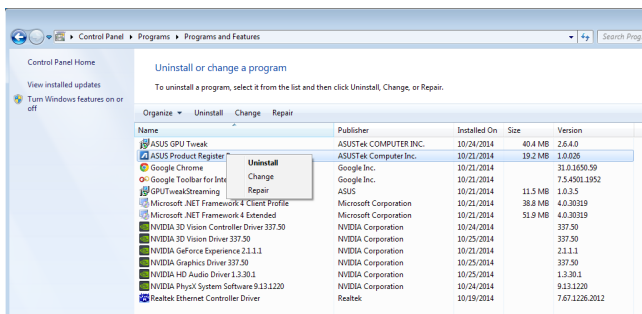 Control Panel ▸ Programs ▸ Programs and Features
Search Prog
Control Panel Home
View installed updates
Turn Windows features on or off
Uninstall or change a program
To uninstall a program, select it from the list and then click Uninstall, Change, or Repair.
Organize Uninstall Change Repair
Name Publisher Installed On Size Version
ASUS GPU Tweak ASUSTek COMPUTER INC. 10/24/2014 40.4 MB 2.6.4.0
ASUS Product Register ASUSTek Computer Inc. 10/21/2014 19.2 MB 1.0.026
Google Chrome Google Inc. 10/21/2014 31.0.1650.59
Google Toolbar for Inte Google Inc. 10/21/2014 7.5.4501.1952
GPUTweakStreaming ASUS 10/21/2014 11.5 MB 1.0.3.5
Microsoft .NET Framework 4 Client Profile Microsoft Corporation 10/21/2014 38.8 MB 4.0.30319
Microsoft .NET Framework 4 Extended Microsoft Corporation 10/21/2014 51.9 MB 4.0.30319
NVIDIA 3D Vision Controller Driver 337.50 NVIDIA Corporation 10/24/2014 337.50
NVIDIA 3D Vision Driver 337.50 NVIDIA Corporation 10/25/2014 337.50
NVIDIA GeForce Experience 2.1.1.1 NVIDIA Corporation 10/21/2014 2.1.1.1
NVIDIA Graphics Driver 337.50 NVIDIA Corporation 10/25/2014 337.50
NVIDIA HD Audio Driver 1.3.30.1 NVIDIA Corporation 10/25/2014 1.3.30.1
NVIDIA PhysX System Software 9.13.1220 NVIDIA Corporation 10/24/2014 9.13.1220
Realtek Ethernet Controller Driver Realtek 10/19/2014 7.67.1226.2012
Uninstall
Change
Repair